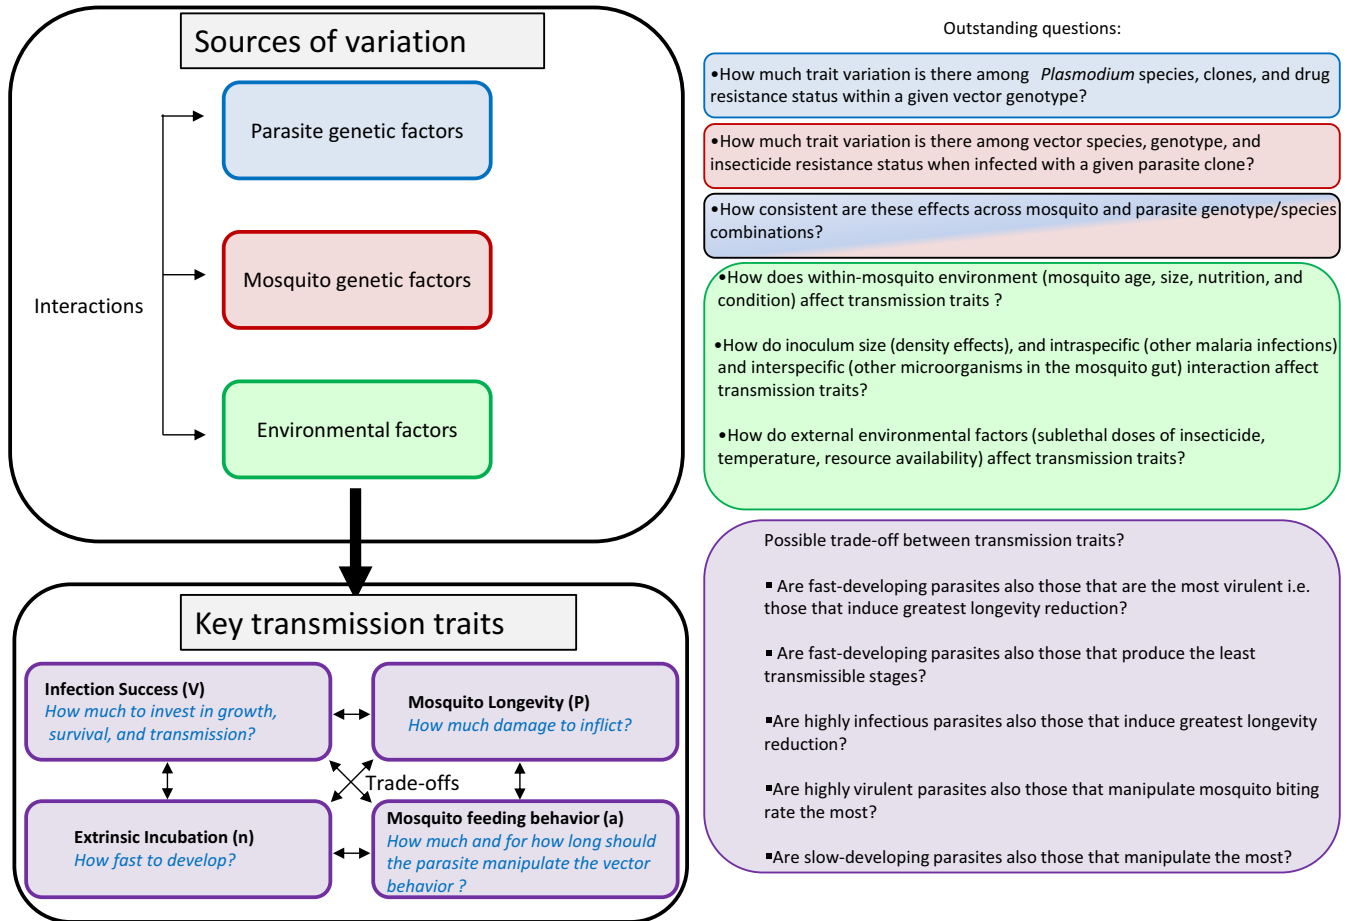 Sources of variation
Parasite genetic factors
Mosquito genetic factors
Interactions
Environmental factors
Key transmission traits
Infection Success (V)
How much to invest in growth,
survival, and transmission?
Mosquito Longevity (P)
How much damage to inflict?
Trade-offs
Extrinsic Incubation (n)
How fast to develop?
Mosquito feeding behavior (a)
How much and for how long should
the parasite manipulate the vector
behavior ?
Outstanding questions:
•How much trait variation is there among Plasmodium species, clones, and drug
resistance status within a given vector genotype?
•How much trait variation is there among vector species, genotype, and
insecticide resistance status when infected with a given parasite clone?
•How consistent are these effects across mosquito and parasite genotype/species
combinations?
•How does within-mosquito environment (mosquito age, size, nutrition, and
condition) affect transmission traits ?
•How do inoculum size (density effects), and intraspecific (other malaria infections)
and interspecific (other microorganisms in the mosquito gut) interaction affect
transmission traits?
•How do external environmental factors (sublethal doses of insecticide,
temperature, resource availability) affect transmission traits?
Possible trade-off between transmission traits?
▪ Are fast-developing parasites also those that are the most virulent i.e.
those that induce greatest longevity reduction?
▪ Are fast-developing parasites also those that produce the least
transmissible stages?
▪Are highly infectious parasites also those that induce greatest longevity
reduction?
▪Are highly virulent parasites also those that manipulate mosquito biting
rate the most?
▪Are slow-developing parasites also those that manipulate the most?